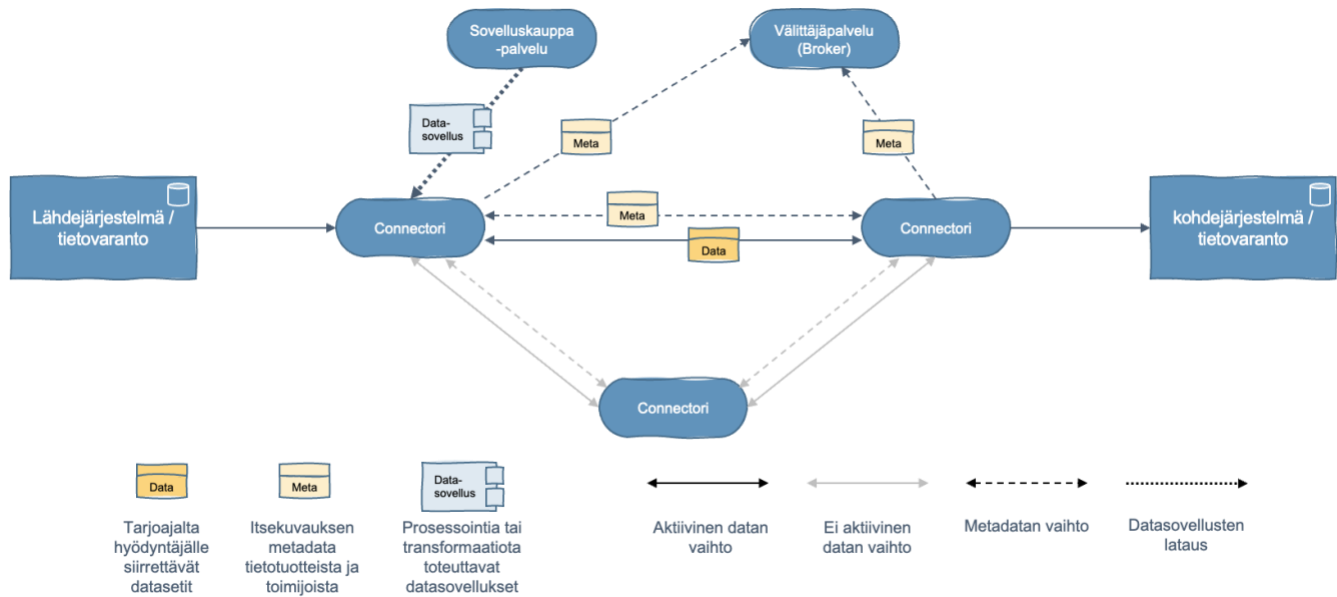 Sovelluskauppa
-palvelu
Välittäjäpalvelu
(Broker)
Data-
sovellus
Meta
Meta
Lähdejärjestelmä /
tietovaranto
Connectori
Meta
Data
Connectori
kohdejärjestelmä /
tietovaranto
Connectori
Data
Tarjoajalta
hyödyntäjälle
siirrettävät
datasetit
Meta
Itsekuvauksen
metadata
tietotuotteista ja
toimijoista
Data-
sovellus
Prosessointia tai
transformaatiota
toteuttavat
datasovellukset
Aktiivinen datan
vaihto
Ei aktiivinen
datan vaihto
Metadatan vaihto
Datasovellusten
lataus